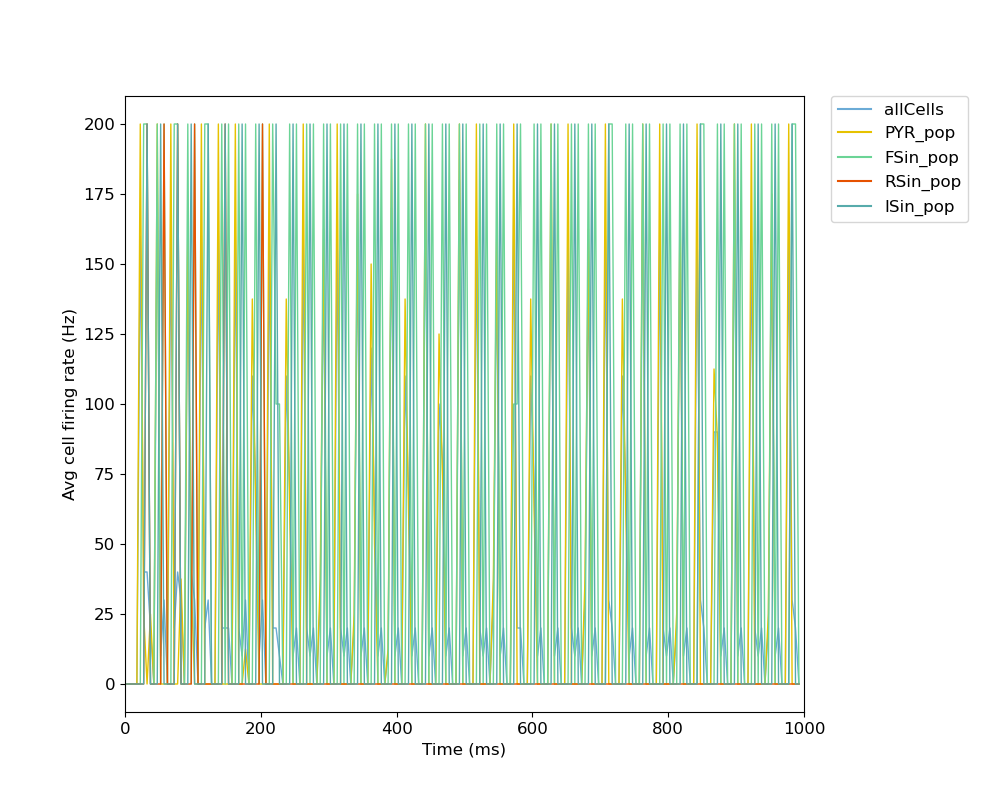 allCells
PYR_pop
FSin_pop
RSin_pop
ISin_pop
200
175
150
125
100
75
50
25
0
Avg cell firing rate (Hz)
0 200 400 600 800 1000
Time (ms)